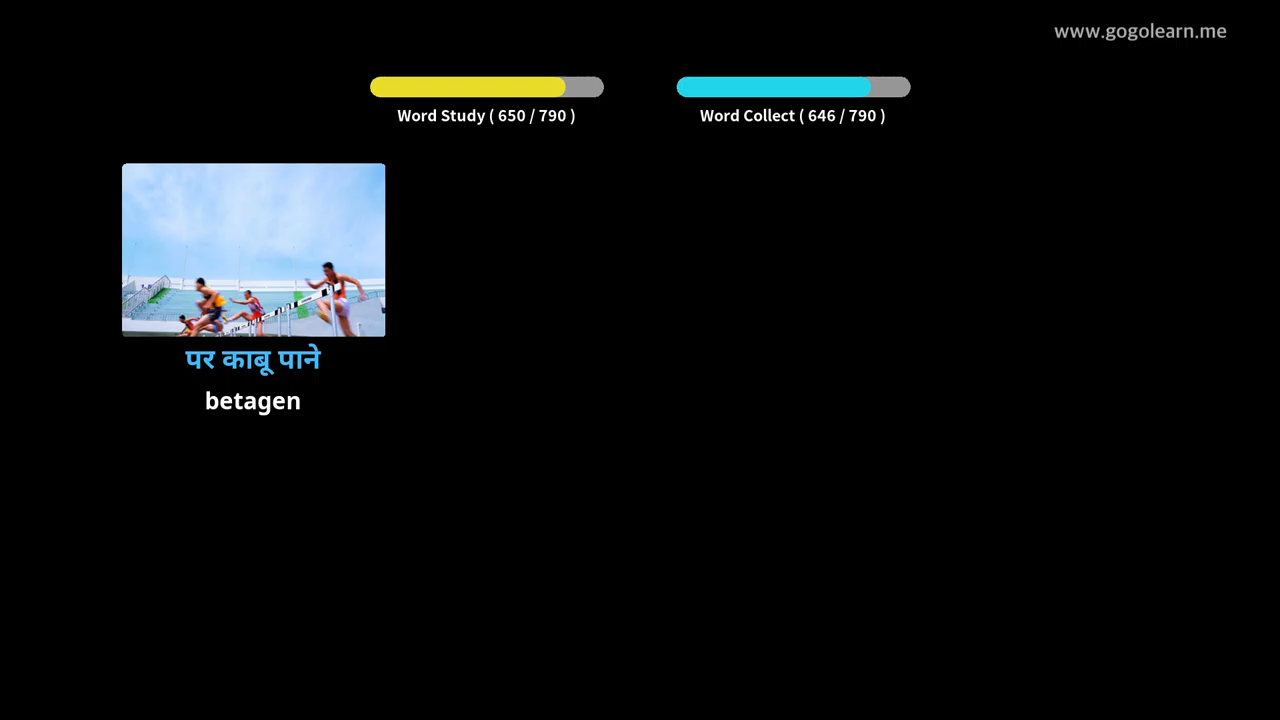 www.gogolearn.me
Word Study ( 650 / 790 )
Word Collect ( 646 / 790 )
पर काबू पाने
betagen